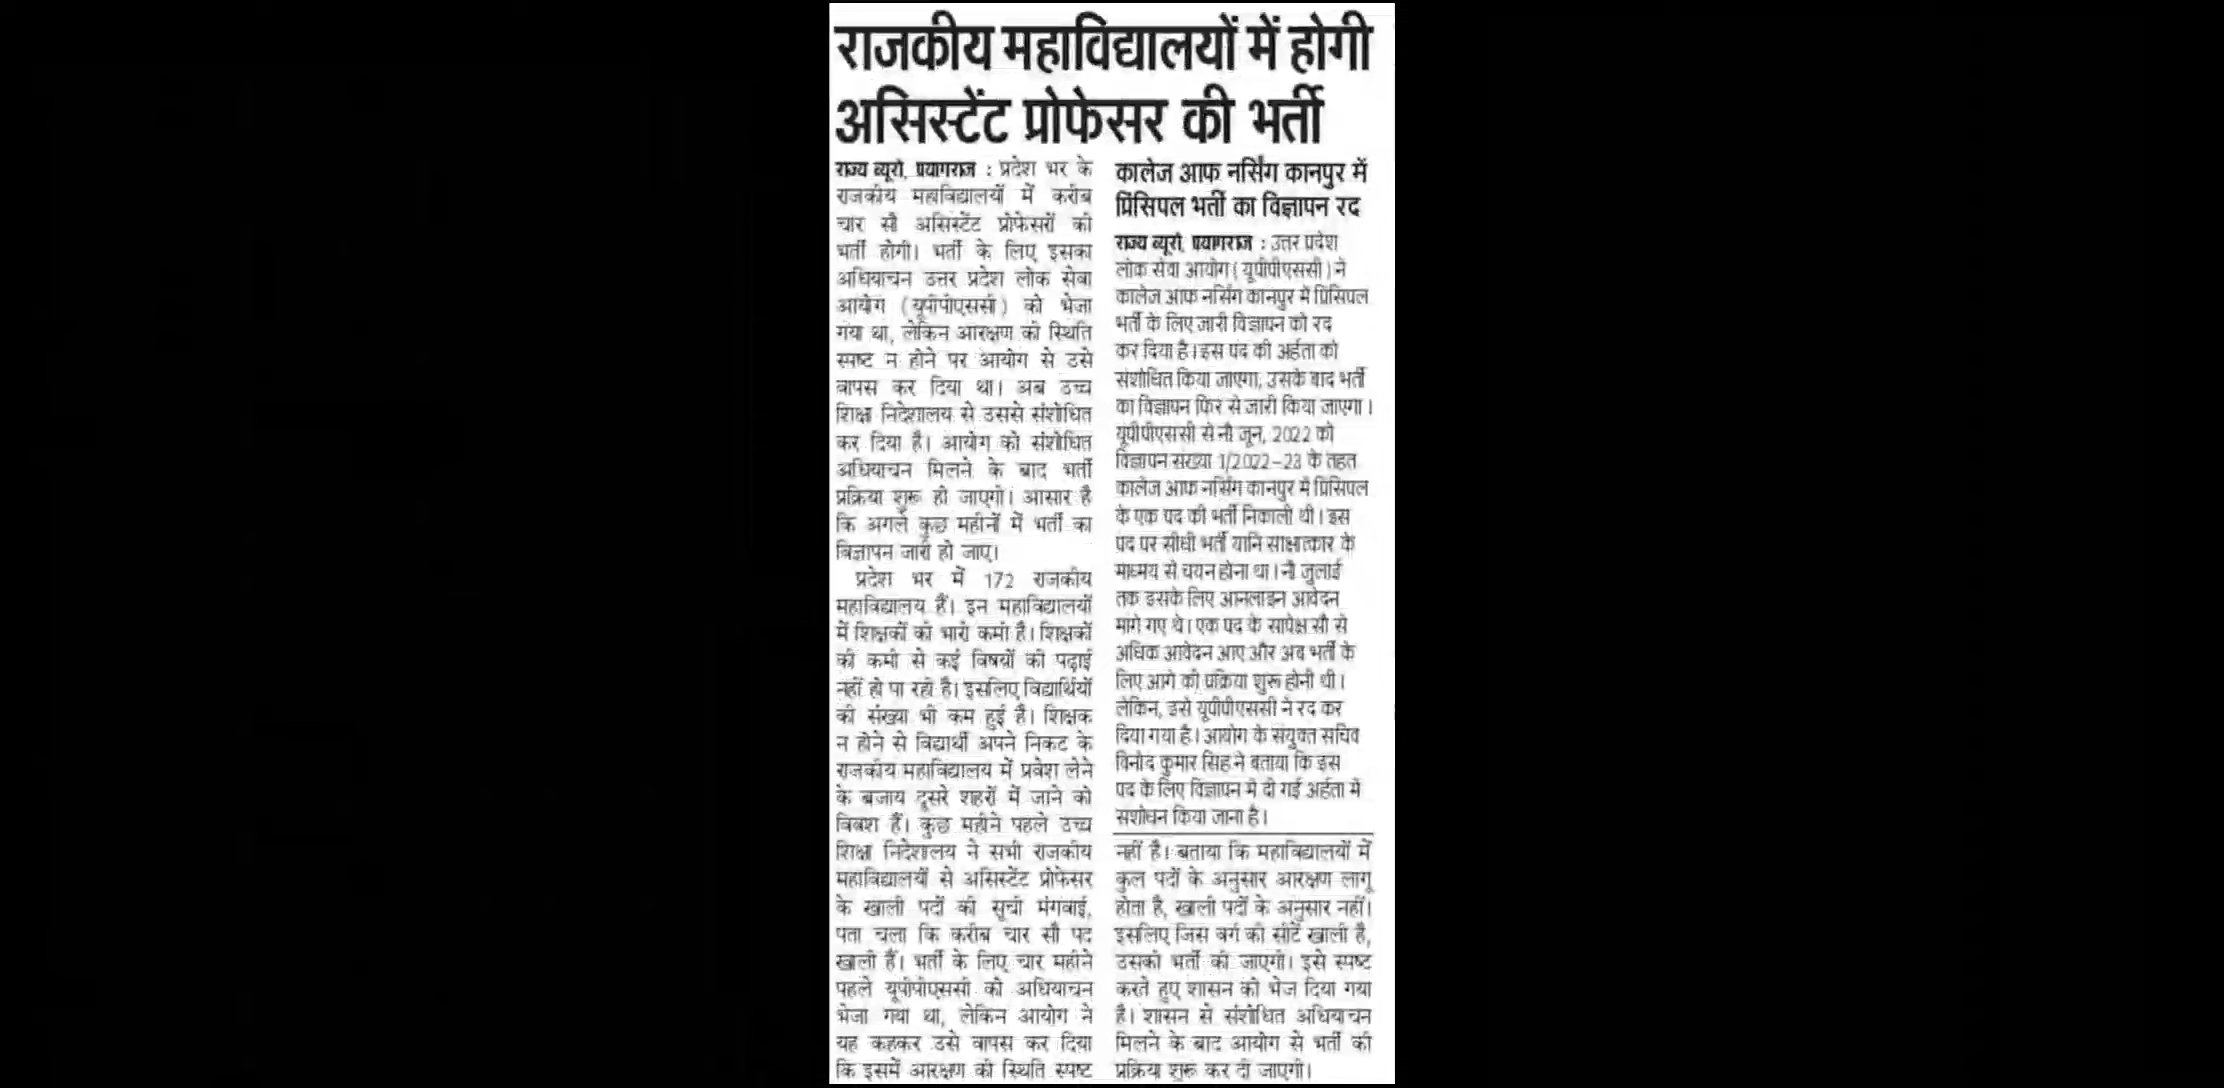 राजकीय महाविद्यालयों में होगी
असिस्टेंट प्रोफेसर की भर्ती
राज्य ब्यूरो, प्रयागराज : प्रदेश भर के
राजकीय महाविद्यालयों में करीब
चार सौ असिस्टेंट प्रोफेसरों की
भर्ती होगी। भर्ती के लिए इसका
अधियाचन उत्तर प्रदेश लोक सेवा
आयोग (यूपीपीएससी) को भेजा
गया था, लेकिन आरक्षण की स्थिति
स्पष्ट न होने पर आयोग से उसे
वापस कर दिया था। अब उच्च
शिक्षा निदेशालय से उससे संशोधित
कर दिया है। आयोग को संशोधित
अधियाचन मिलने के बाद भर्ती
प्रक्रिया शुरू हो जाएगी। आसार है
कि अगले कुछ महीनों में भर्ती का
विज्ञापन जारी हो जाए।
प्रदेश भर में 172 राजकीय
महाविद्यालय हैं। इन महाविद्यालयों
में शिक्षकों की भारी कमी है। शिक्षकों
की कमी से कई विषयों की पढ़ाई
नहीं हो पा रही है। इसलिए विद्यार्थियों
की संख्या भी कम हुई है। शिक्षक
न होने से विद्यार्थी अपने निकट के
राजकीय महाविद्यालय में प्रवेश लेने
के बजाय दूसरे शहरों में जाने को
विवश हैं। कुछ महीने पहले उच्च
शिक्षा निदेशालय ने सभी राजकीय
महाविद्यालयों से असिस्टेंट प्रोफेसर
के खाली पदों की सूची मंगवाई,
पता चला कि करीब चार सौ पद
खाली हैं। भर्ती के लिए चार महीने
पहले यूपीपीएससी को अधियाचन
भेजा गया था, लेकिन आयोग ने
यह कहकर उसे वापस कर दिया
कि इसमें आरक्षण की स्थिति स्पष्ट
कालेज आफ नर्सिंग कानपुर में
प्रिंसिपल भर्ती का विज्ञापन रद
राज्य ब्यूरो, प्रयागराज : उत्तर प्रदेश
लोक सेवा आयोग (यूपीपीएससी) ने
कालेज आफ नर्सिंग कानपुर में प्रिंसिपल
भर्ती के लिए जारी विज्ञापन को रद
कर दिया है। इस पद की अर्हता को
संशोधित किया जाएगा, उसके बाद भर्ती
का विज्ञापन फिर से जारी किया जाएगा।
यूपीपीएससी से नौ जून, 2022 को
विज्ञापन संख्या 1/2022-23 के तहत
कालेज आफ नर्सिंग कानपुर में प्रिंसिपल
के एक पद की भर्ती निकाली थी। इस
पद पर सीधी भर्ती यानि साक्षात्कार के
माध्मय से चयन होना था। नौ जुलाई
तक इसके लिए आनलाइन आवेदन
मांगे गए थे। एक पद के सापेक्ष सौ से
अधिक आवेदन आए और अब भर्ती के
लिए आगे की प्रक्रिया शुरू होनी थी।
लेकिन, इसे यूपीपीएससी ने रद कर
दिया गया है। आयोग के संयुक्त सचिव
विनोद कुमार सिंह ने बताया कि इस
पद के लिए विज्ञापन में दी गई अर्हता में
संशोधन किया जाना है।
नहीं है। बताया कि महाविद्यालयों में
कुल पदों के अनुसार आरक्षण लागू
होता है, खाली पदों के अनुसार नहीं।
इसलिए जिस वर्ग की सीटें खाली है,
उसकी भर्ती की जाएगी। इसे स्पष्ट
करते हुए शासन को भेज दिया गया
है। शासन से संशोधित अधियाचन
मिलने के बाद आयोग से भर्ती की
प्रक्रिया शुरू कर दी जाएगी।